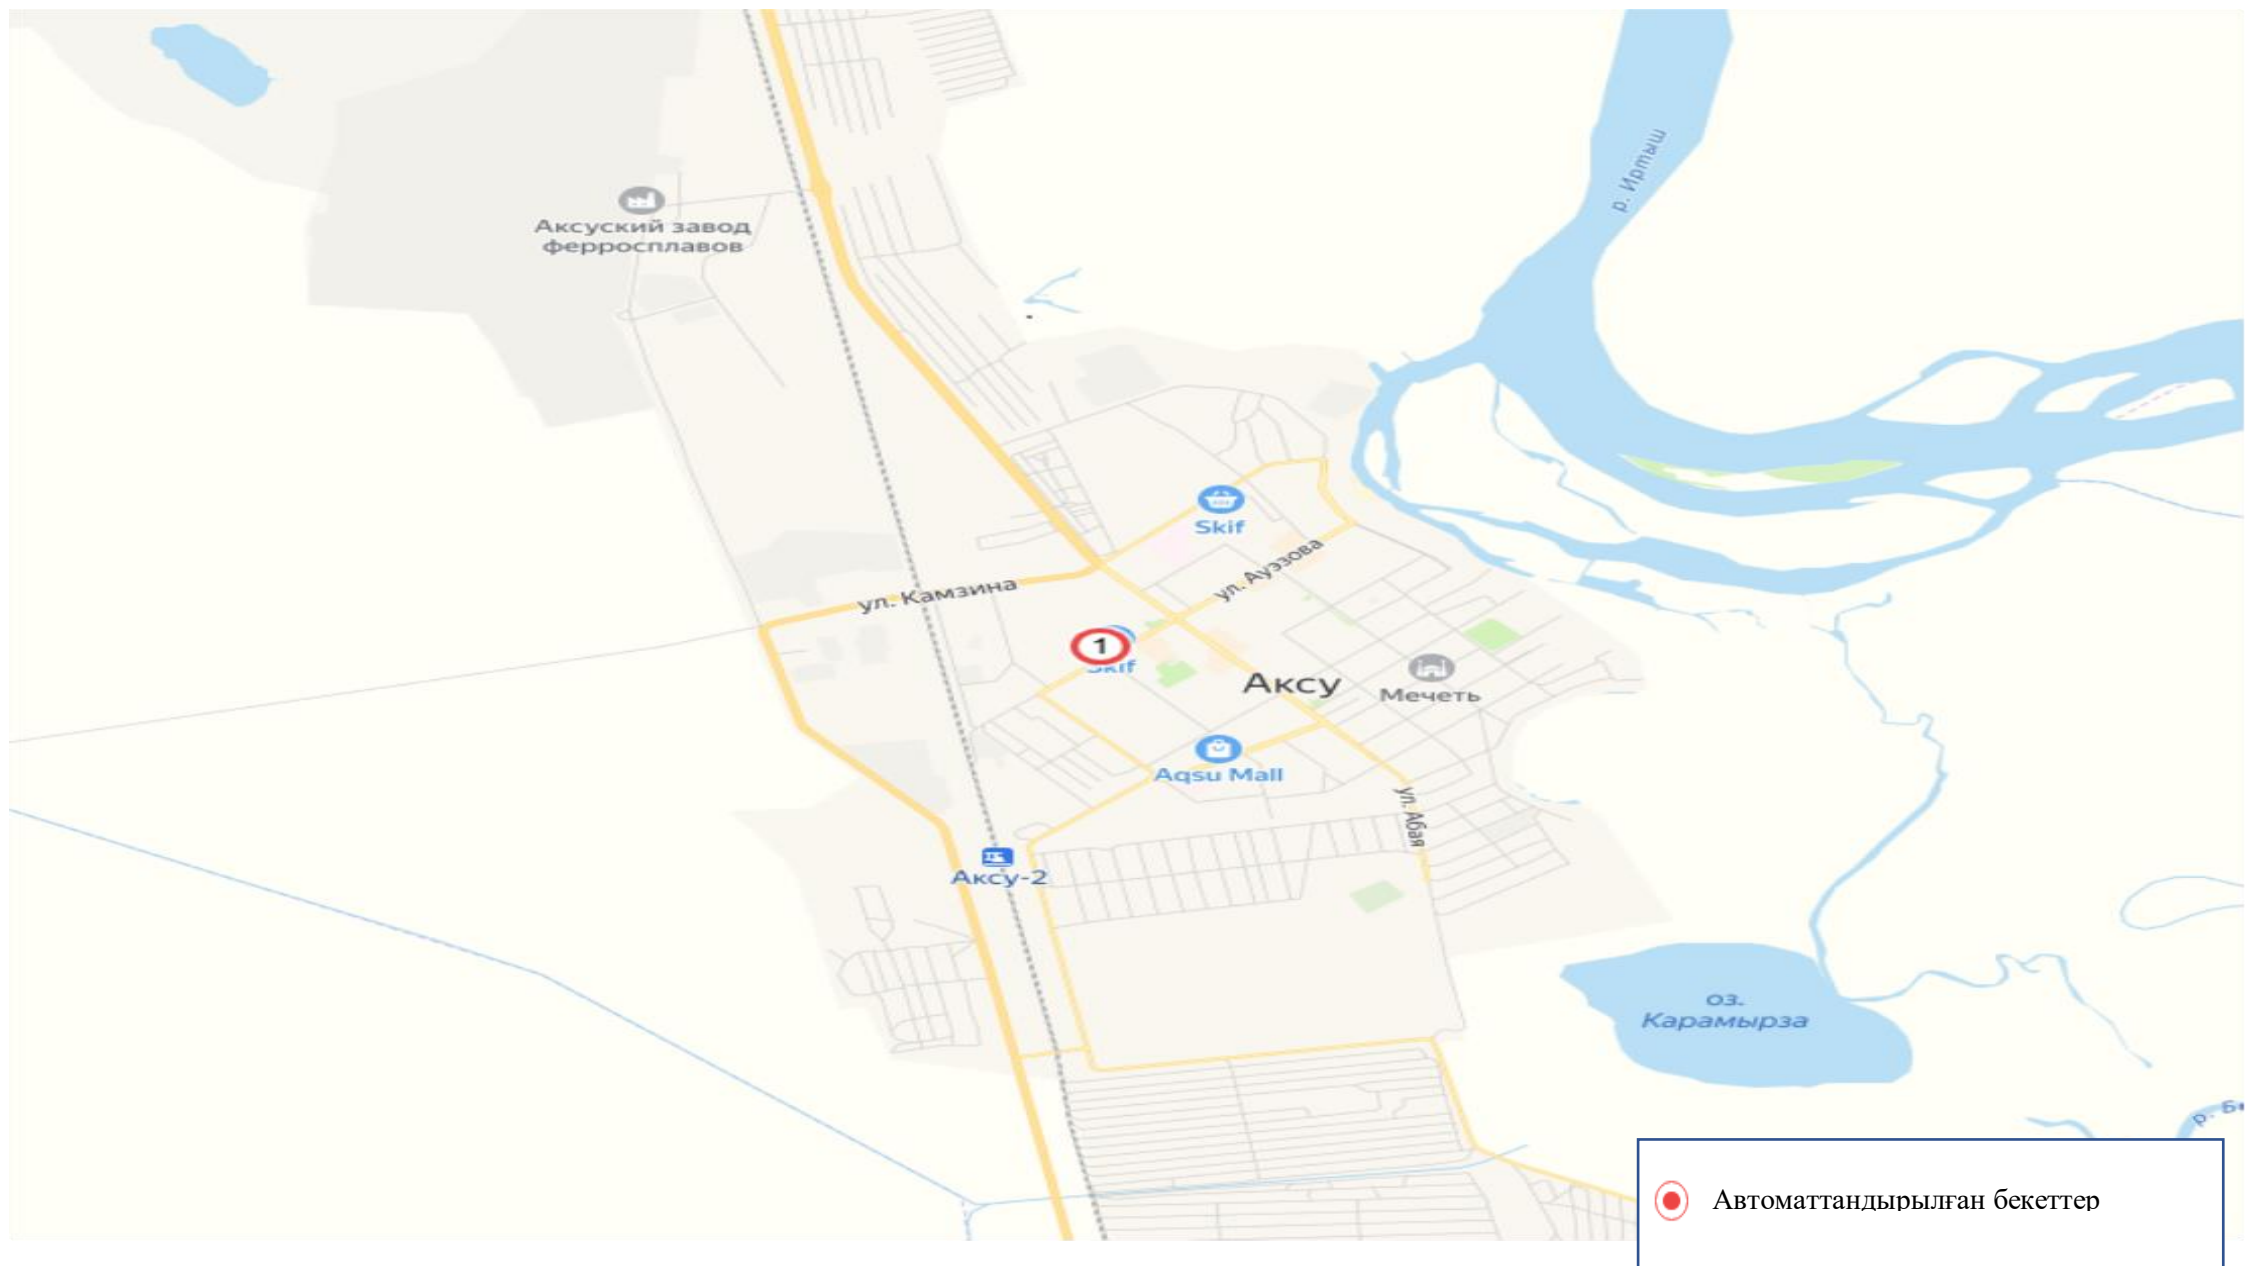 р. Иртыш
Аксуский завод
ферросплавов
Skif
ул. Ауэзова
ул. Камзина
1
Skif
Аксу
Мечеть
Aqsu Mall
ул. Абая
Аксу-2
оз.
Карамырза
р. Б
Автоматтандырылған бекеттер